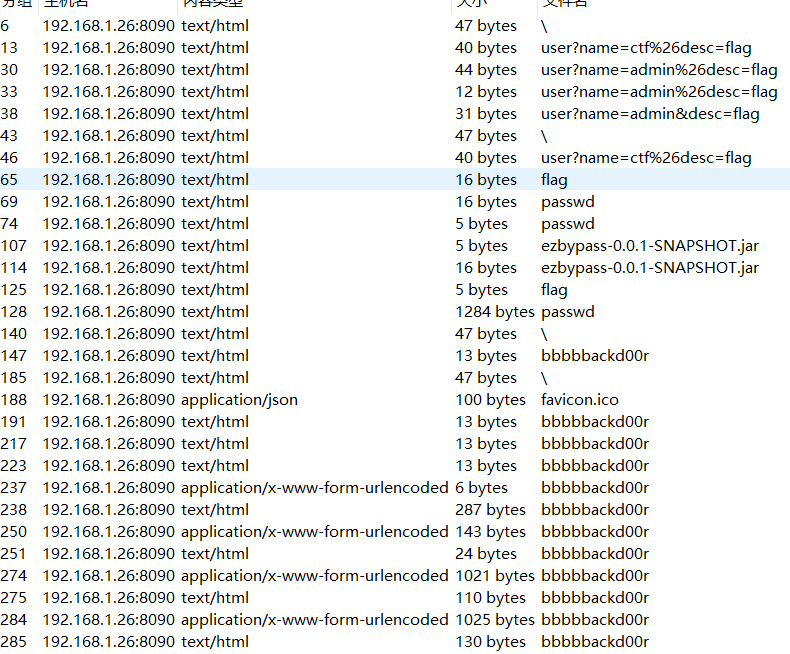 分组 主机名 内容类型 大小 文件名
6 192.168.1.26:8090 text/html 47 bytes \
13 192.168.1.26:8090 text/html 40 bytes user?name=ctf%26desc=flag
30 192.168.1.26:8090 text/html 44 bytes user?name=admin%26desc=flag
33 192.168.1.26:8090 text/html 12 bytes user?name=admin%26desc=flag
38 192.168.1.26:8090 text/html 31 bytes user?name=admin&desc=flag
43 192.168.1.26:8090 text/html 47 bytes \
46 192.168.1.26:8090 text/html 40 bytes user?name=ctf%26desc=flag
65 192.168.1.26:8090 text/html 16 bytes flag
69 192.168.1.26:8090 text/html 16 bytes passwd
74 192.168.1.26:8090 text/html 5 bytes passwd
107 192.168.1.26:8090 text/html 5 bytes ezbypass-0.0.1-SNAPSHOT.jar
114 192.168.1.26:8090 text/html 16 bytes ezbypass-0.0.1-SNAPSHOT.jar
125 192.168.1.26:8090 text/html 5 bytes flag
128 192.168.1.26:8090 text/html 1284 bytes passwd
140 192.168.1.26:8090 text/html 47 bytes \
147 192.168.1.26:8090 text/html 13 bytes bbbbbackd00r
185 192.168.1.26:8090 text/html 47 bytes \
188 192.168.1.26:8090 application/json 100 bytes favicon.ico
191 192.168.1.26:8090 text/html 13 bytes bbbbbackd00r
217 192.168.1.26:8090 text/html 13 bytes bbbbbackd00r
223 192.168.1.26:8090 text/html 13 bytes bbbbbackd00r
237 192.168.1.26:8090 application/x-www-form-urlencoded 6 bytes bbbbbackd00r
238 192.168.1.26:8090 text/html 287 bytes bbbbbackd00r
250 192.168.1.26:8090 application/x-www-form-urlencoded 143 bytes bbbbbackd00r
251 192.168.1.26:8090 text/html 24 bytes bbbbbackd00r
274 192.168.1.26:8090 application/x-www-form-urlencoded 1021 bytes bbbbbackd00r
275 192.168.1.26:8090 text/html 110 bytes bbbbbackd00r
284 192.168.1.26:8090 application/x-www-form-urlencoded 1025 bytes bbbbbackd00r
285 192.168.1.26:8090 text/html 130 bytes bbbbbackd00r